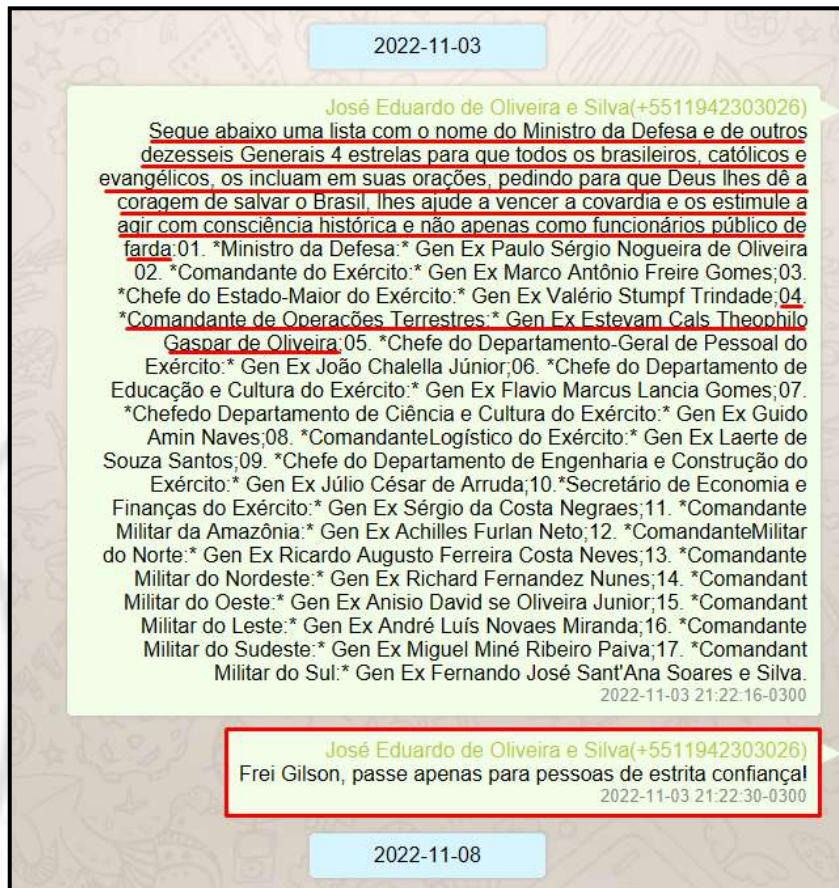 2022-11-03
José Eduardo de Oliveira e Silva(+5511942303026)
Segue abaixo uma lista com o nome do Ministro da Defesa e de outros
dezesseis Generais 4 estrelas para que todos os brasileiros, católicos e
evangélicos, os incluam em suas orações, pedindo para que Deus lhes dê a
coragem de salvar o Brasil, lhes ajude a vencer a covardia e os estimule a
agir com consciência histórica e não apenas como funcionários público de
farda:01. *Ministro da Defesa:* Gen Ex Paulo Sérgio Nogueira de Oliveira
02. *Comandante do Exército:* Gen Ex Marco Antônio Freire Gomes;03.
*Chefe do Estado-Maior do Exército:* Gen Ex Valério Stumpf Trindade;04.
*Comandante de Operações Terrestres:* Gen Ex Estevam Cals Theophilo
Gaspar de Oliveira;05. *Chefe do Departamento-Geral de Pessoal do
Exército:* Gen Ex João Chalella Júnior;06. *Chefe do Departamento de
Educação e Cultura do Exército:* Gen Ex Flavio Marcus Lancia Gomes;07.
*Chefedo Departamento de Ciência e Cultura do Exército:* Gen Ex Guido
Amin Naves;08. *ComandanteLogístico do Exército:* Gen Ex Laerte de
Souza Santos;09. *Chefe do Departamento de Engenharia e Construção do
Exército:* Gen Ex Júlio César de Arruda;10.*Secretário de Economia e
Finanças do Exército:* Gen Ex Sérgio da Costa Negraes;11. *Comandante
Militar da Amazônia:* Gen Ex Achilles Furlan Neto;12. *ComandanteMilitar
do Norte:* Gen Ex Ricardo Augusto Ferreira Costa Neves;13. *Comandante
Militar do Nordeste:* Gen Ex Richard Fernandez Nunes;14. *Comandant
Militar do Oeste:* Gen Ex Anisio David se Oliveira Junior;15. *Comandant
Militar do Leste:* Gen Ex André Luís Novaes Miranda;16. *Comandante
Militar do Sudeste:* Gen Ex Miguel Miné Ribeiro Paiva;17. *Comandant
Militar do Sul:* Gen Ex Fernando José Sant'Ana Soares e Silva.
2022-11-03 21:22:16-0300
José Eduardo de Oliveira e Silva(+5511942303026)
Frei Gilson, passe apenas para pessoas de estrita confiança!
2022-11-03 21:22:30-0300
2022-11-08